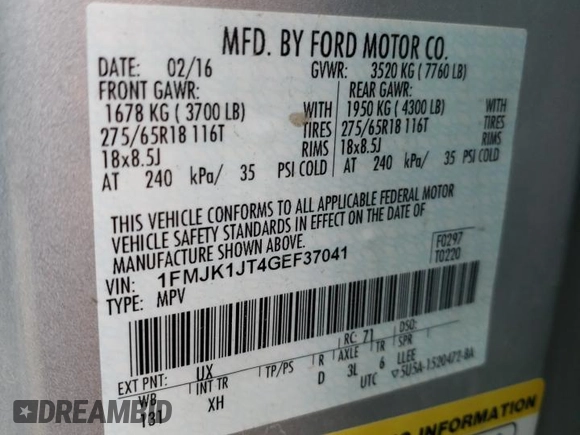 MFD. BY FORD MOTOR CO.
DATE: 02/16 GVWR: 3520 KG ( 7760 LB)
FRONT GAWR: REAR GAWR:
1678 KG ( 3700 LB) WITH 1950 KG ( 4300 LB) WITH
275/65R18 116T TIRES 275/65R18 116T TIRES
18x8.5J RIMS 18x8.5J RIMS
AT 240 kPa/ 35 PSI COLD AT 240 kPa/ 35 PSI COLD
THIS VEHICLE CONFORMS TO ALL APPLICABLE FEDERAL MOTOR
VEHICLE SAFETY STANDARDS IN EFFECT ON THE DATE OF
MANUFACTURE SHOWN ABOVE.
VIN: 1FMJK1JT4GEF37041 F0297
TYPE: MPV T0220
EXT PNT: UX RC: 71 DSO:
WB INT TR TP/PS R AXLE TR SPR
131 XH D 3L 6 LLEE
UTC 5U5A-1520472-BA
INFORMATION
DREAMBID